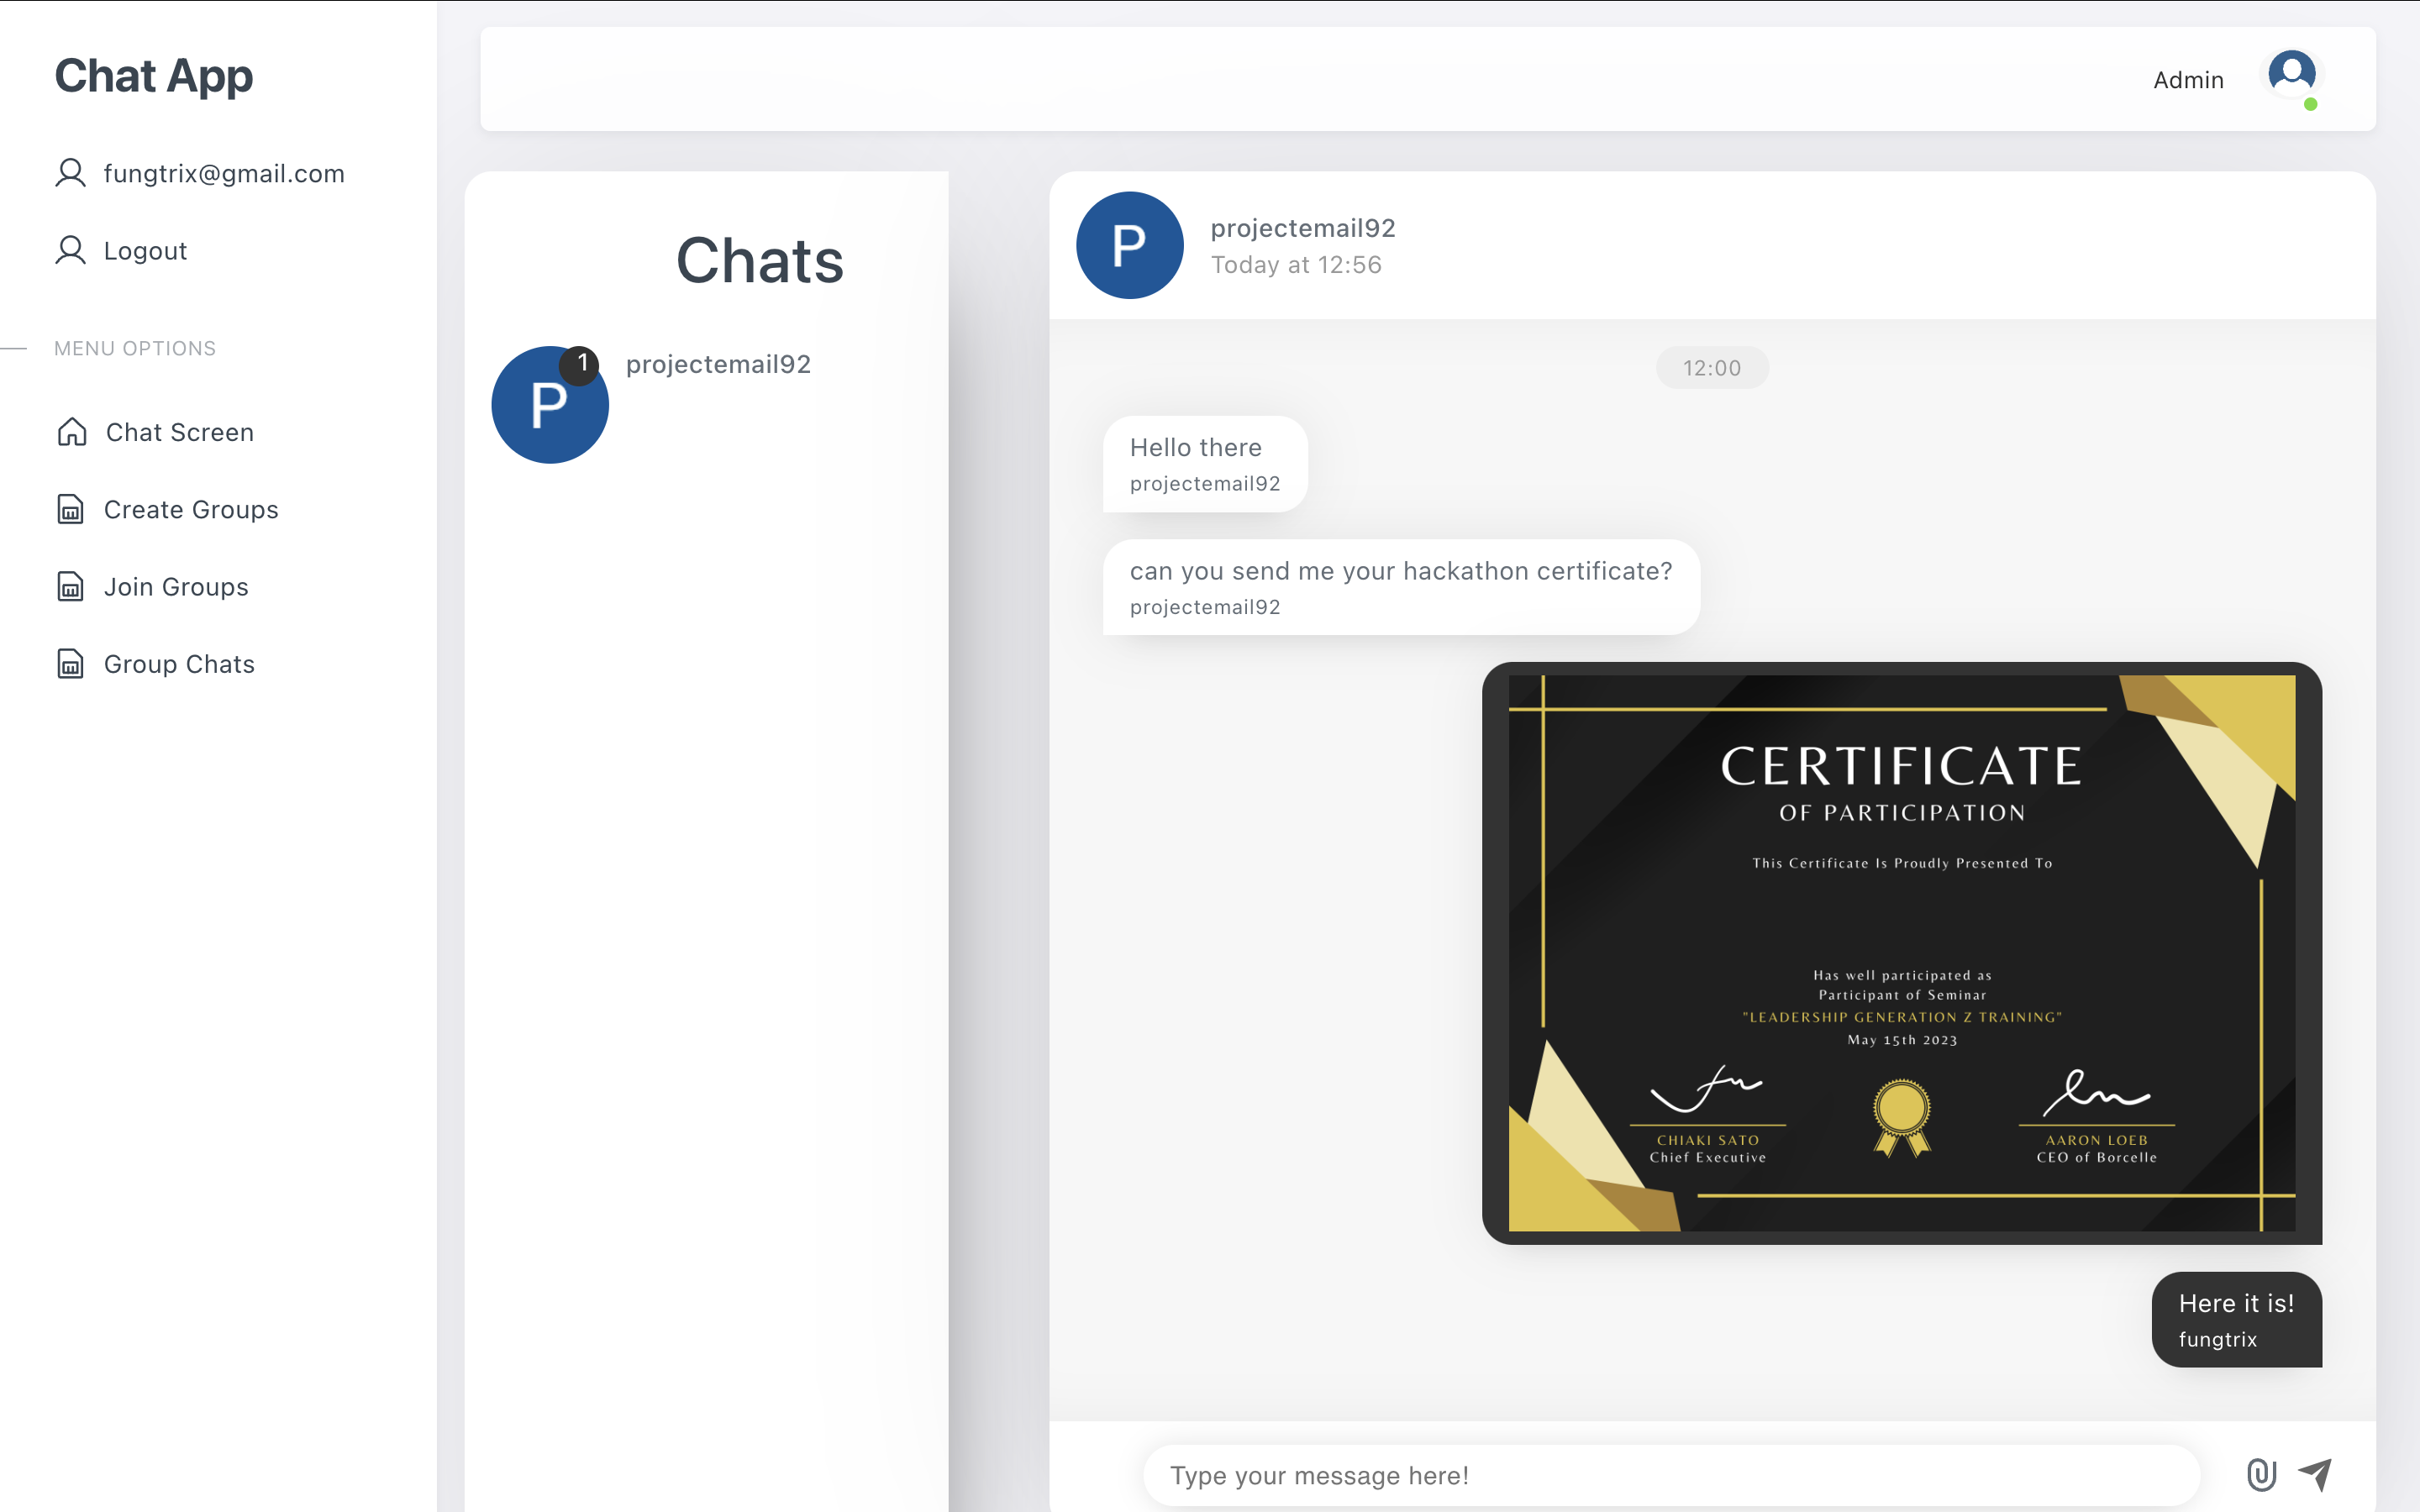 Chat App
fungtrix@gmail.com
Logout
MENU OPTIONS
Chat Screen
Create Groups
Join Groups
Group Chats
Admin
Chats
P
1
projectemail92
P
projectemail92
Today at 12:56
12:00
Hello there
projectemail92
can you send me your hackathon certificate?
projectemail92
CERTIFICATE
OF PARTICIPATION
This Certificate Is Proudly Presented To
Has well participated as
Participant of Seminar
"LEADERSHIP GENERATION Z TRAINING"
May 15th 2023
CHIAKI SATO
Chief Executive
AARON LOEB
CEO of Borcelle
Here it is!
fungtrix
Type your message here!